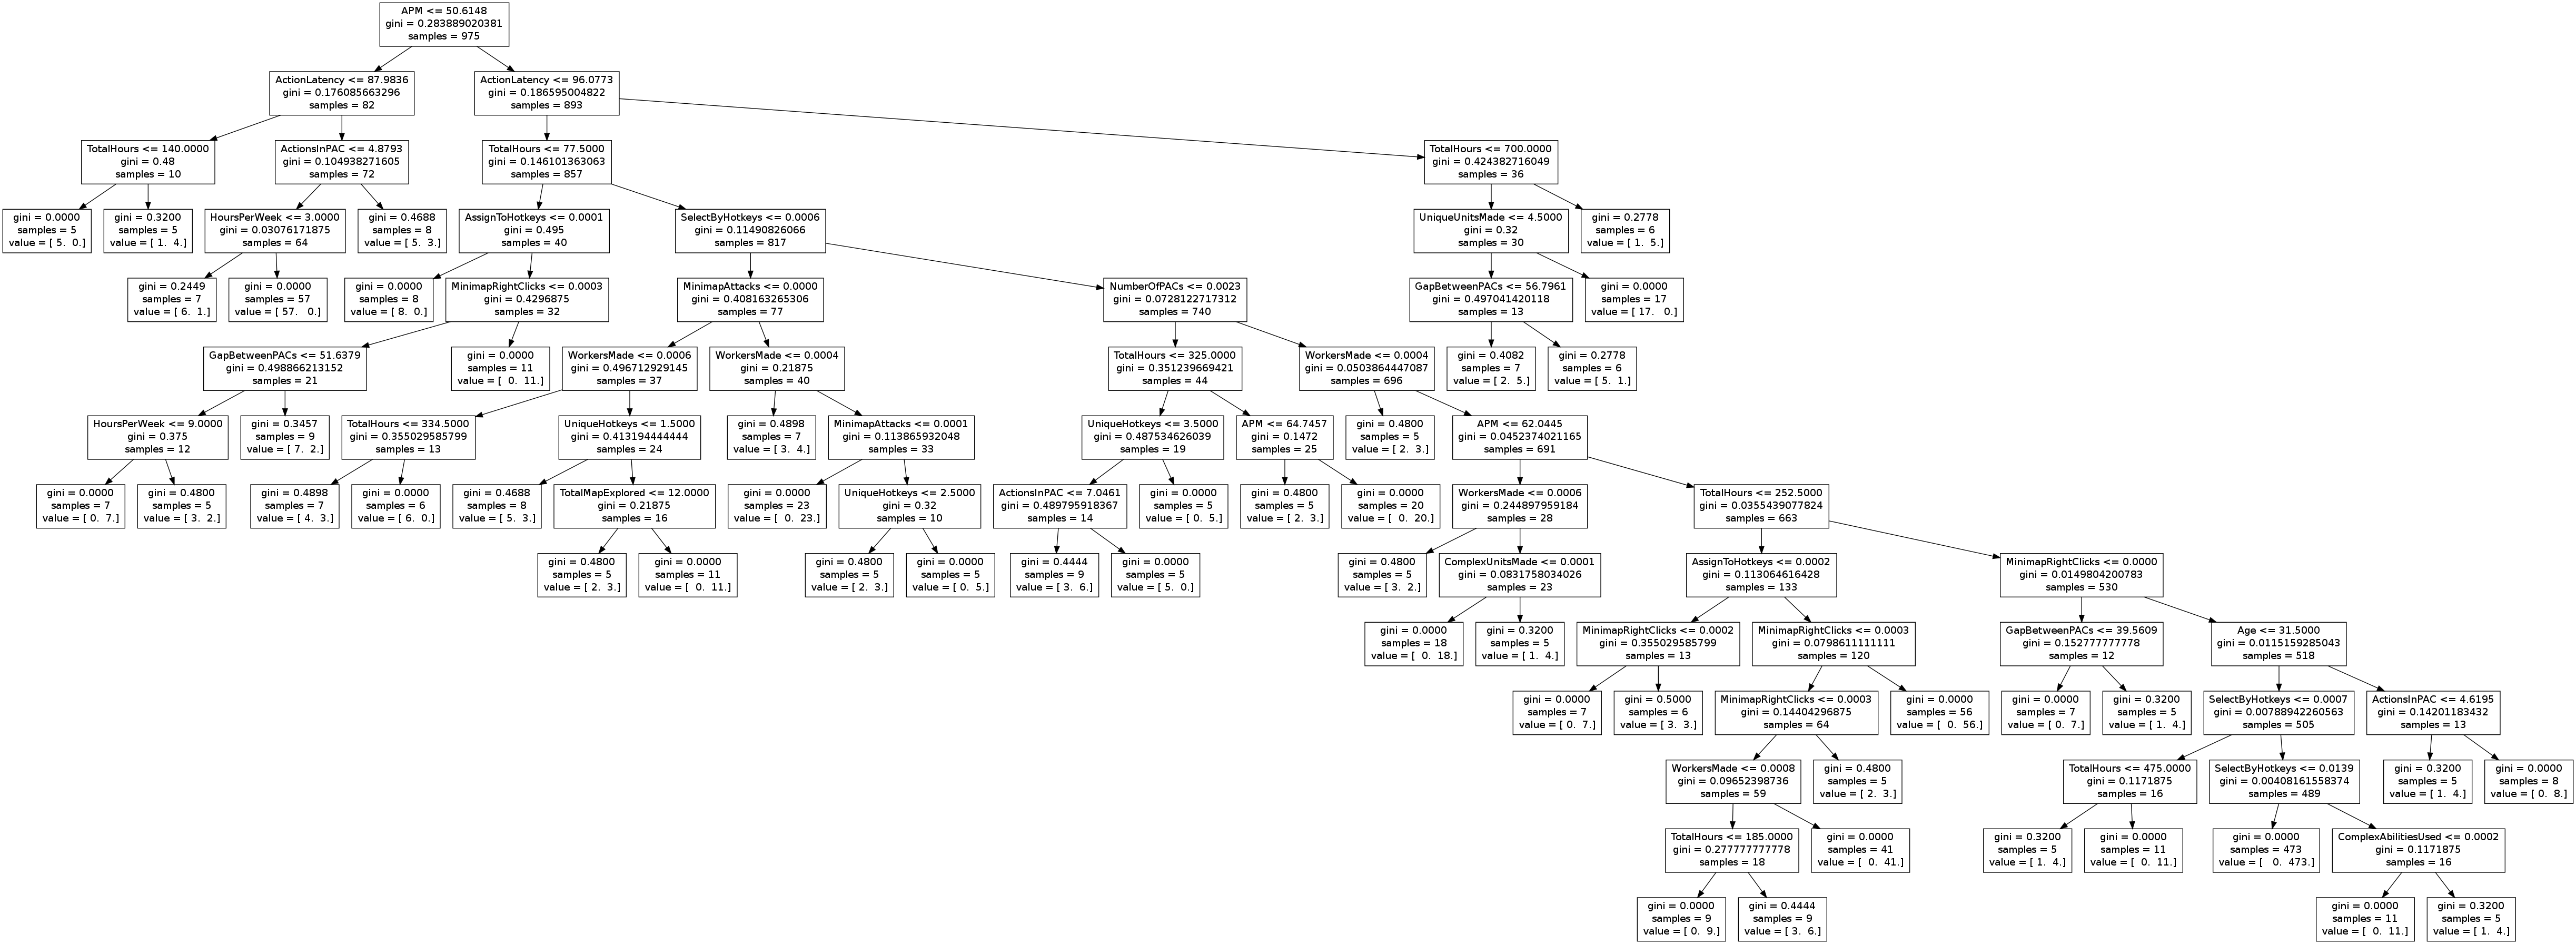 APM <= 50.6148
gini = 0.283889020381
samples = 975
ActionLatency <= 87.9836
gini = 0.176085663296
samples = 82
ActionLatency <= 96.0773
gini = 0.186595004822
samples = 893
TotalHours <= 140.0000
gini = 0.48
samples = 10
ActionsInPAC <= 4.8793
gini = 0.104938271605
samples = 72
TotalHours <= 77.5000
gini = 0.146101363063
samples = 857
TotalHours <= 700.0000
gini = 0.424382716049
samples = 36
gini = 0.0000
samples = 5
value = [ 5. 0.]
gini = 0.3200
samples = 5
value = [ 1. 4.]
HoursPerWeek <= 3.0000
gini = 0.03076171875
samples = 64
gini = 0.4688
samples = 8
value = [ 5. 3.]
AssignToHotkeys <= 0.0001
gini = 0.495
samples = 40
SelectByHotkeys <= 0.0006
gini = 0.11490826066
samples = 817
UniqueUnitsMade <= 4.5000
gini = 0.32
samples = 30
gini = 0.2778
samples = 6
value = [ 1. 5.]
gini = 0.2449
samples = 7
value = [ 6. 1.]
gini = 0.0000
samples = 57
value = [ 57. 0.]
gini = 0.0000
samples = 8
value = [ 8. 0.]
MinimapRightClicks <= 0.0003
gini = 0.4296875
samples = 32
MinimapAttacks <= 0.0000
gini = 0.408163265306
samples = 77
NumberOfPACs <= 0.0023
gini = 0.0728122717312
samples = 740
GapBetweenPACs <= 56.7961
gini = 0.497041420118
samples = 13
gini = 0.0000
samples = 17
value = [ 17. 0.]
GapBetweenPACs <= 51.6379
gini = 0.498866213152
samples = 21
gini = 0.0000
samples = 11
value = [ 0. 11.]
WorkersMade <= 0.0006
gini = 0.496712929145
samples = 37
WorkersMade <= 0.0004
gini = 0.21875
samples = 40
TotalHours <= 325.0000
gini = 0.351239669421
samples = 44
WorkersMade <= 0.0004
gini = 0.0503864447087
samples = 696
gini = 0.4082
samples = 7
value = [ 2. 5.]
gini = 0.2778
samples = 6
value = [ 5. 1.]
HoursPerWeek <= 9.0000
gini = 0.375
samples = 12
gini = 0.3457
samples = 9
value = [ 7. 2.]
TotalHours <= 334.5000
gini = 0.355029585799
samples = 13
UniqueHotkeys <= 1.5000
gini = 0.413194444444
samples = 24
gini = 0.4898
samples = 7
value = [ 3. 4.]
MinimapAttacks <= 0.0001
gini = 0.113865932048
samples = 33
UniqueHotkeys <= 3.5000
gini = 0.487534626039
samples = 19
APM <= 64.7457
gini = 0.1472
samples = 25
gini = 0.4800
samples = 5
value = [ 2. 3.]
APM <= 62.0445
gini = 0.0452374021165
samples = 691
gini = 0.0000
samples = 7
value = [ 0. 7.]
gini = 0.4800
samples = 5
value = [ 3. 2.]
gini = 0.4898
samples = 7
value = [ 4. 3.]
gini = 0.0000
samples = 6
value = [ 6. 0.]
gini = 0.4688
samples = 8
value = [ 5. 3.]
TotalMapExplored <= 12.0000
gini = 0.21875
samples = 16
gini = 0.0000
samples = 23
value = [ 0. 23.]
UniqueHotkeys <= 2.5000
gini = 0.32
samples = 10
ActionsInPAC <= 7.0461
gini = 0.489795918367
samples = 14
gini = 0.0000
samples = 5
value = [ 0. 5.]
gini = 0.4800
samples = 5
value = [ 2. 3.]
gini = 0.0000
samples = 20
value = [ 0. 20.]
WorkersMade <= 0.0006
gini = 0.244897959184
samples = 28
TotalHours <= 252.5000
gini = 0.0355439077824
samples = 663
gini = 0.4800
samples = 5
value = [ 2. 3.]
gini = 0.0000
samples = 11
value = [ 0. 11.]
gini = 0.4800
samples = 5
value = [ 2. 3.]
gini = 0.0000
samples = 5
value = [ 0. 5.]
gini = 0.4444
samples = 9
value = [ 3. 6.]
gini = 0.0000
samples = 5
value = [ 5. 0.]
gini = 0.4800
samples = 5
value = [ 3. 2.]
ComplexUnitsMade <= 0.0001
gini = 0.0831758034026
samples = 23
AssignToHotkeys <= 0.0002
gini = 0.113064616428
samples = 133
MinimapRightClicks <= 0.0000
gini = 0.0149804200783
samples = 530
gini = 0.0000
samples = 18
value = [ 0. 18.]
gini = 0.3200
samples = 5
value = [ 1. 4.]
MinimapRightClicks <= 0.0002
gini = 0.355029585799
samples = 13
MinimapRightClicks <= 0.0003
gini = 0.0798611111111
samples = 120
GapBetweenPACs <= 39.5609
gini = 0.152777777778
samples = 12
Age <= 31.5000
gini = 0.0115159285043
samples = 518
gini = 0.0000
samples = 7
value = [ 0. 7.]
gini = 0.5000
samples = 6
value = [ 3. 3.]
MinimapRightClicks <= 0.0003
gini = 0.14404296875
samples = 64
gini = 0.0000
samples = 56
value = [ 0. 56.]
gini = 0.0000
samples = 7
value = [ 0. 7.]
gini = 0.3200
samples = 5
value = [ 1. 4.]
SelectByHotkeys <= 0.0007
gini = 0.00788942260563
samples = 505
ActionsInPAC <= 4.6195
gini = 0.14201183432
samples = 13
WorkersMade <= 0.0008
gini = 0.09652398736
samples = 59
gini = 0.4800
samples = 5
value = [ 2. 3.]
TotalHours <= 475.0000
gini = 0.1171875
samples = 16
SelectByHotkeys <= 0.0139
gini = 0.00408161558374
samples = 489
gini = 0.3200
samples = 5
value = [ 1. 4.]
gini = 0.0000
samples = 8
value = [ 0. 8.]
TotalHours <= 185.0000
gini = 0.277777777778
samples = 18
gini = 0.0000
samples = 41
value = [ 0. 41.]
gini = 0.3200
samples = 5
value = [ 1. 4.]
gini = 0.0000
samples = 11
value = [ 0. 11.]
gini = 0.0000
samples = 473
value = [ 0. 473.]
ComplexAbilitiesUsed <= 0.0002
gini = 0.1171875
samples = 16
gini = 0.0000
samples = 9
value = [ 0. 9.]
gini = 0.4444
samples = 9
value = [ 3. 6.]
gini = 0.0000
samples = 11
value = [ 0. 11.]
gini = 0.3200
samples = 5
value = [ 1. 4.]